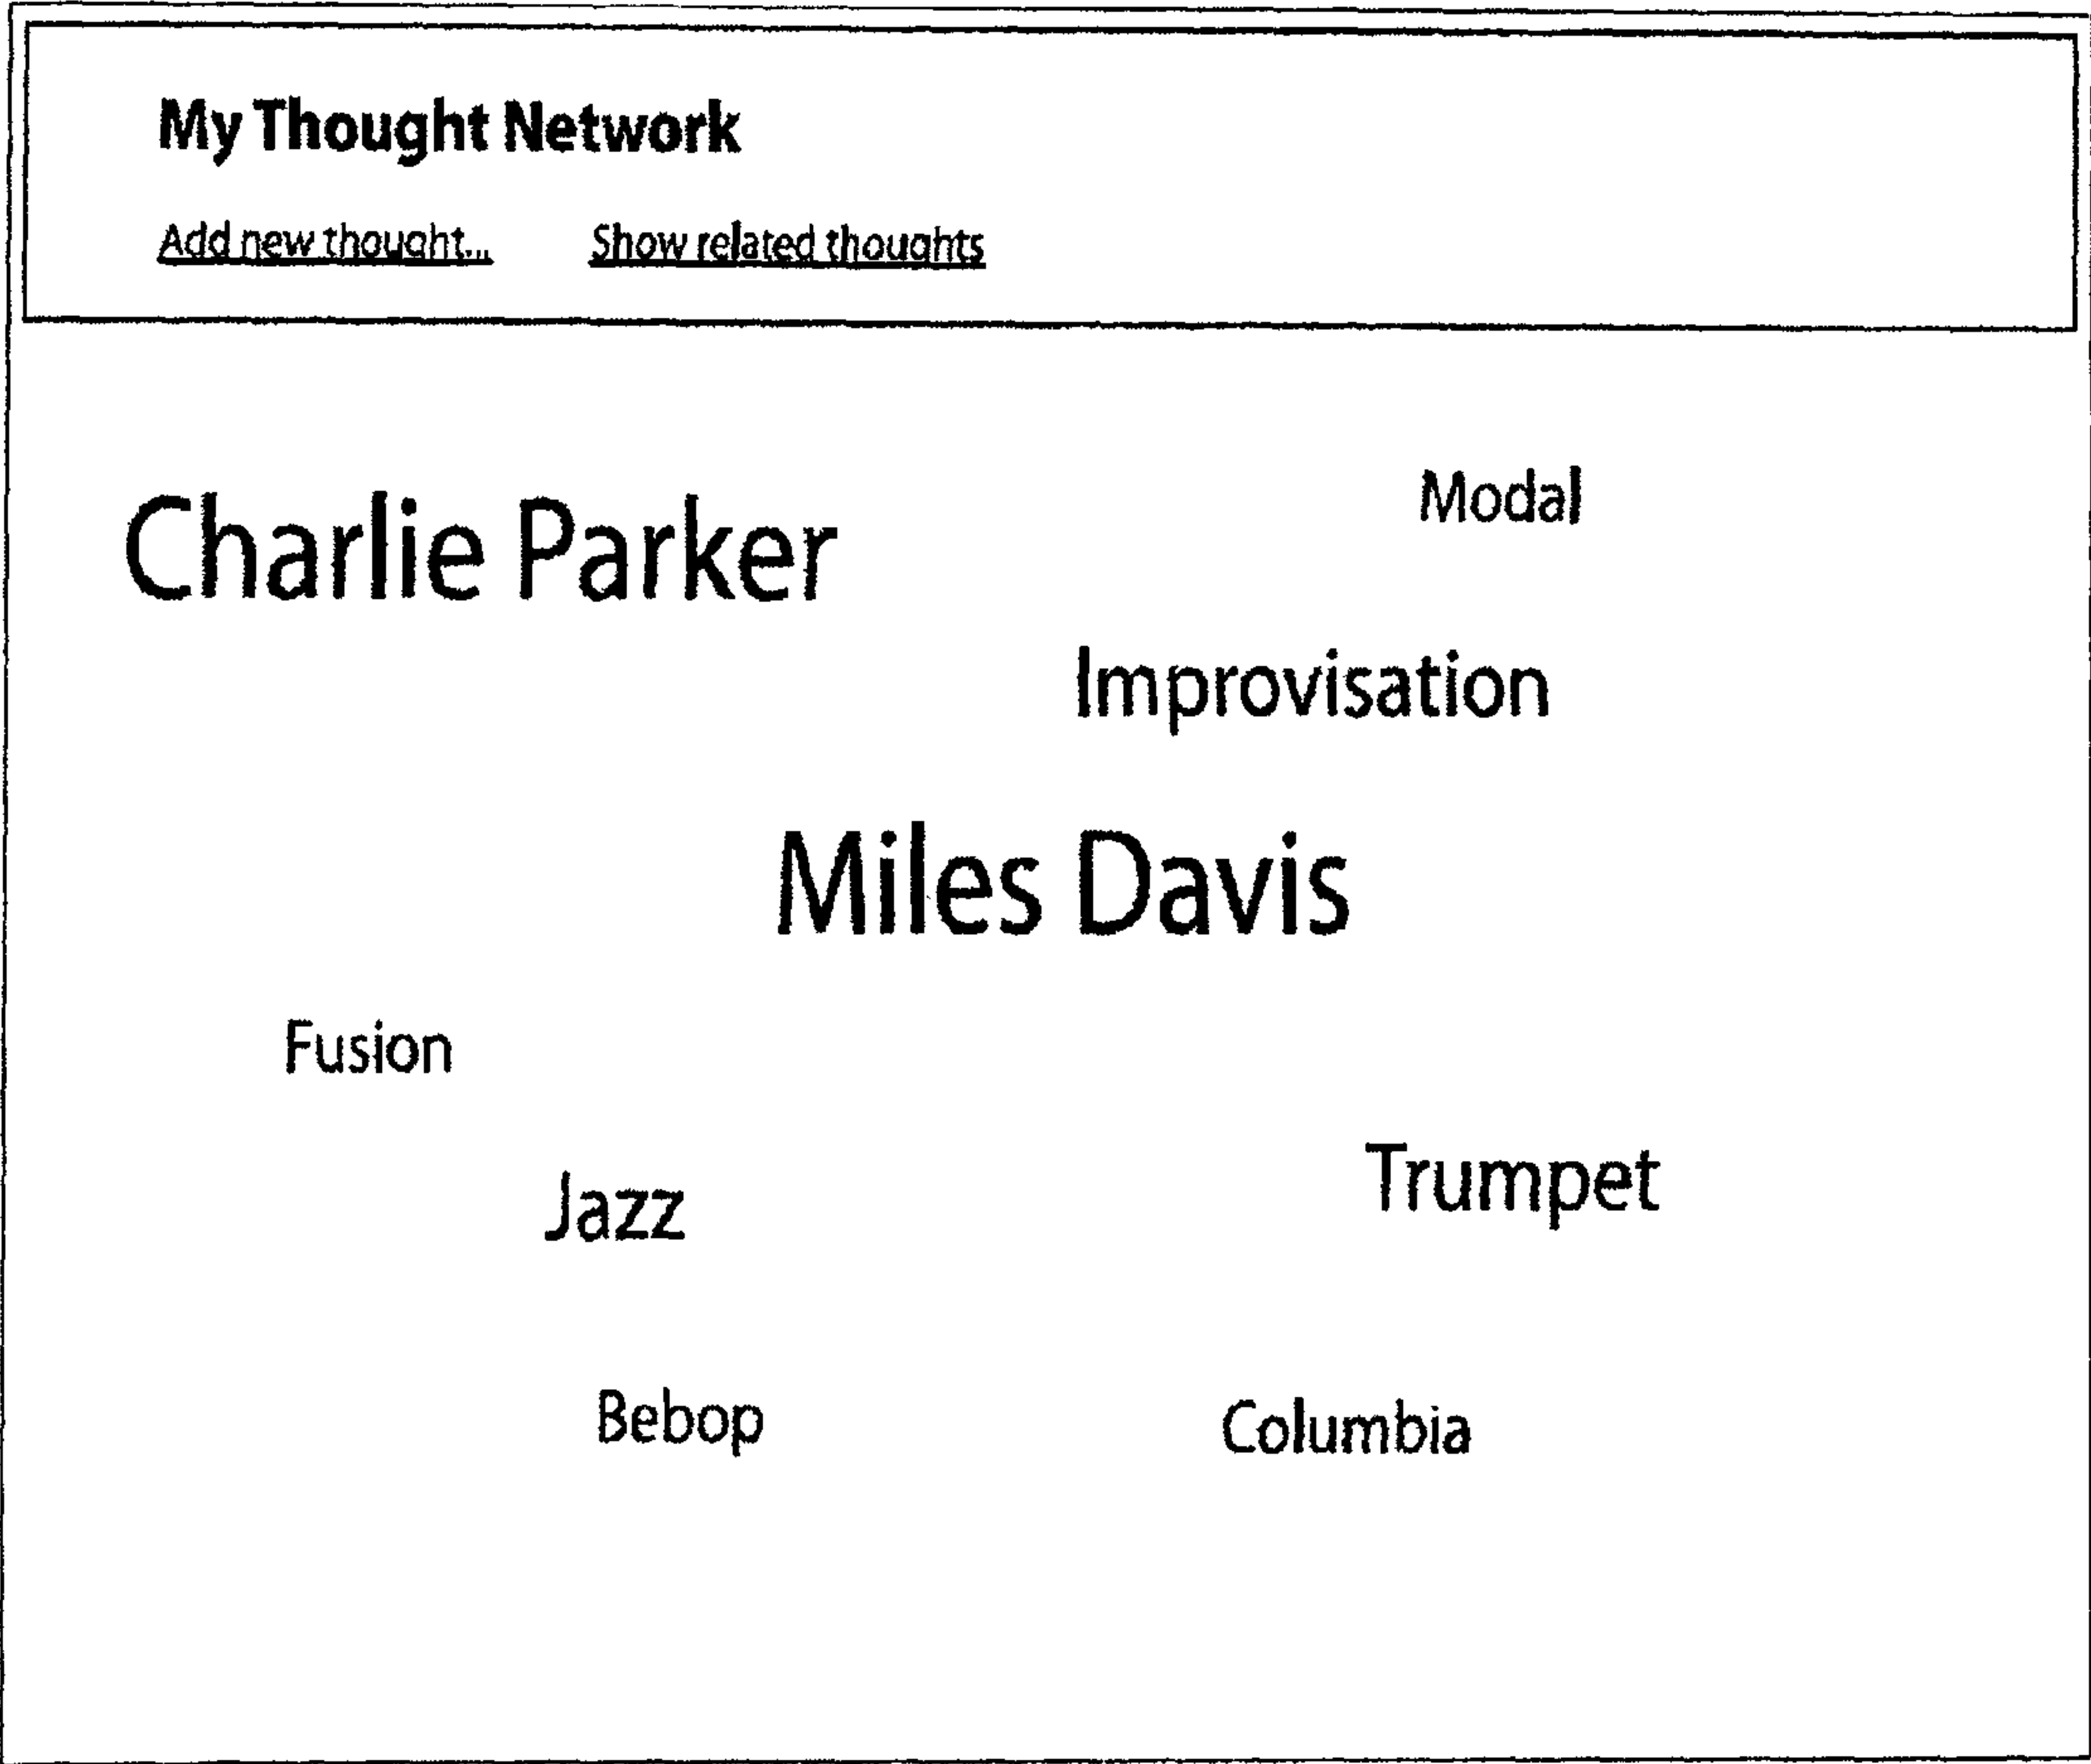 My Thought Network
Add new thought... Show related thoughts
Charlie Parker
Modal
Improvisation
Miles Davis
Fusion
Trumpet
Jazz
Bebop
Columbia